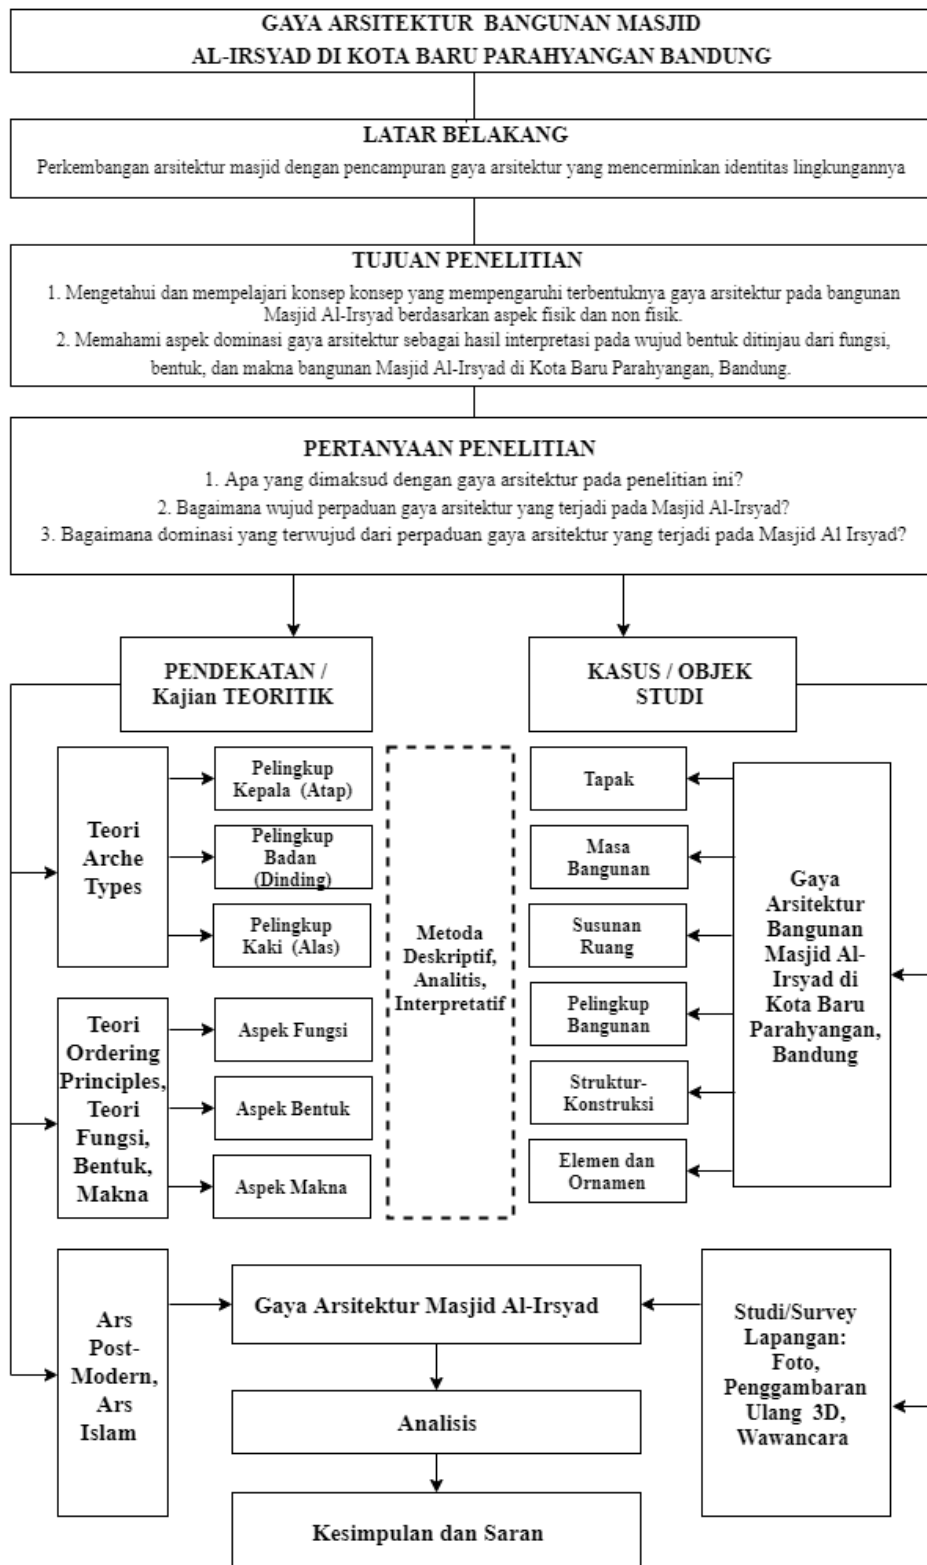 GAYA ARSITEKTUR BANGUNAN MASJID
AL-IRSYAD DI KOTA BARU PARAHYANGAN BANDUNG
LATAR BELAKANG
Perkembangan arsitektur masjid dengan pencampuran gaya arsitektur yang mencerminkan identitas lingkungannya
TUJUAN PENELITIAN
1. Mengetahui dan mempelajari konsep konsep yang mempengaruhi terbentuknya gaya arsitektur pada bangunan
Masjid Al-Irsyad berdasarkan aspek fisik dan non fisik.
2. Memahami aspek dominasi gaya arsitektur sebagai hasil interpretasi pada wujud bentuk ditinjau dari fungsi,
bentuk, dan makna bangunan Masjid Al-Irsyad di Kota Baru Parahyangan, Bandung.
PERTANYAAN PENELITIAN
1. Apa yang dimaksud dengan gaya arsitektur pada penelitian ini?
2. Bagaimana wujud perpaduan gaya arsitektur yang terjadi pada Masjid Al-Irsyad?
3. Bagaimana dominasi yang terwujud dari perpaduan gaya arsitektur yang terjadi pada Masjid Al Irsyad?
PENDEKATAN /
Kajian TEORITIK
KASUS / OBJEK
STUDI
Teori
Arche
Types
Pelingkup
Kepala (Atap)
Pelingkup
Badan
(Dinding)
Pelingkup
Kaki (Alas)
Teori
Ordering
Principles,
Teori
Fungsi,
Bentuk,
Makna
Aspek Fungsi
Aspek Bentuk
Aspek Makna
Metoda
Deskriptif,
Analitis,
Interpretatif
Tapak
Masa
Bangunan
Susunan
Ruang
Pelingkup
Bangunan
Struktur-
Konstruksi
Elemen dan
Ornamen
Gaya
Arsitektur
Bangunan
Masjid Al-
Irsyad di
Kota Baru
Parahyangan,
Bandung
Ars
Post-
Modern,
Ars
Islam
Gaya Arsitektur Masjid Al-Irsyad
Analisis
Kesimpulan dan Saran
Studi/Survey
Lapangan:
Foto,
Penggambaran
Ulang 3D,
Wawancara